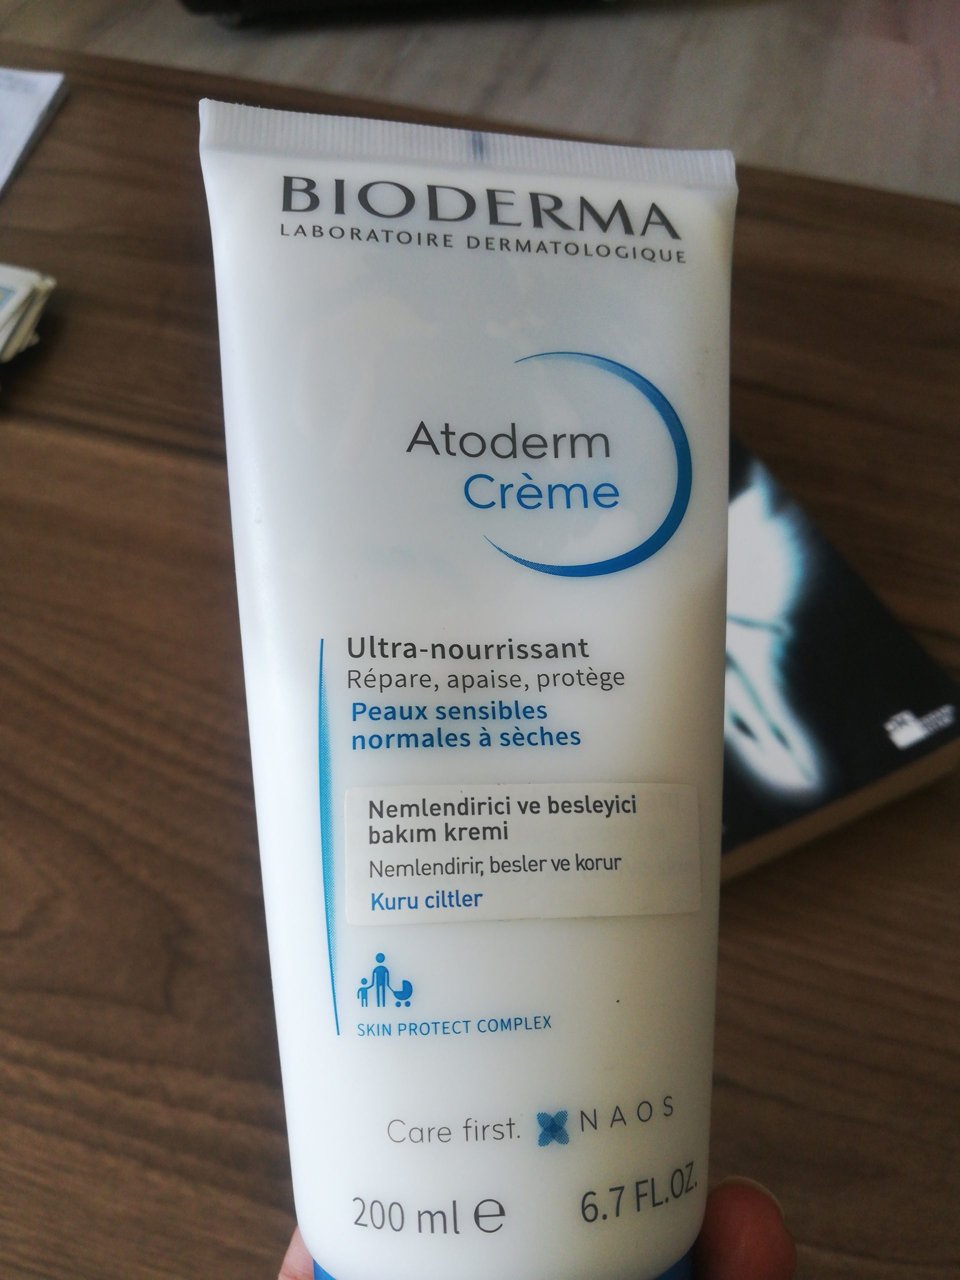 BIODERMA
LABORATOIRE DERMATOLOGIQUE
Atoderm
Crème
Ultra-nourrissant
Répare, apaise, protège
Peaux sensibles
normales à sèches
Nemlendirici ve besleyici
bakım kremi
Nemlendirir, besler ve korur
Kuru ciltler
SKIN PROTECT COMPLEX
Care first. NAOS
200 ml e 6.7 FL.OZ.